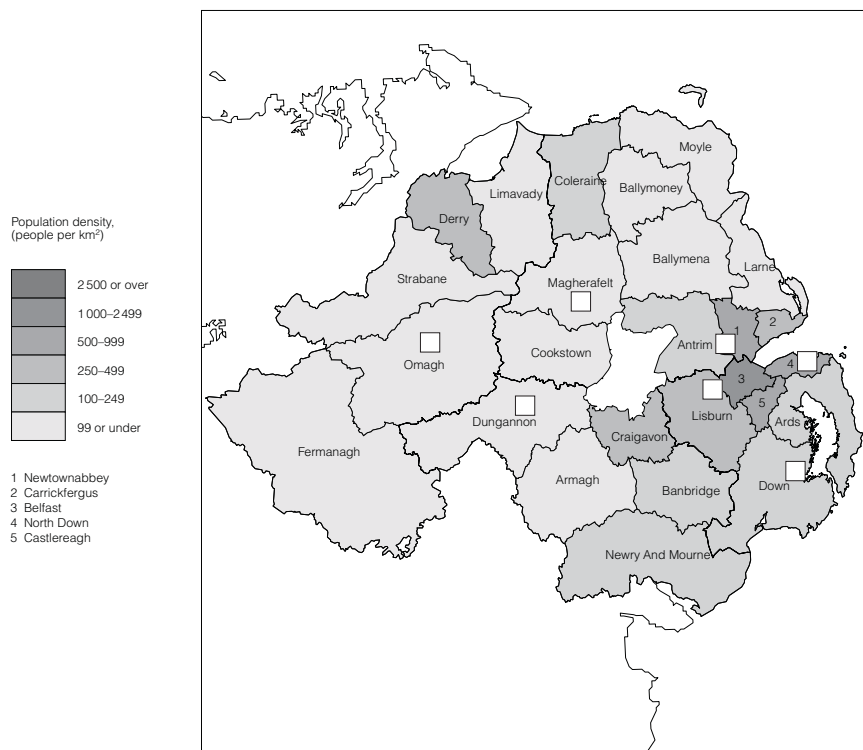 Population density,
(people per km²)
2 500 or over
1 000–2 499
500–999
250–499
100–249
99 or under
1 Newtownabbey
2 Carrickfergus
3 Belfast
4 North Down
5 Castlereagh
Moyle
Coleraine
Limavady
Ballymoney
Derry
Ballymena
Larne
Strabane
Magherafelt
1
2
Antrim
Cookstown
Omagh
4
3
5
Lisburn
Ards
Dungannon
Craigavon
Fermanagh
Armagh
Banbridge
Down
Newry And Mourne